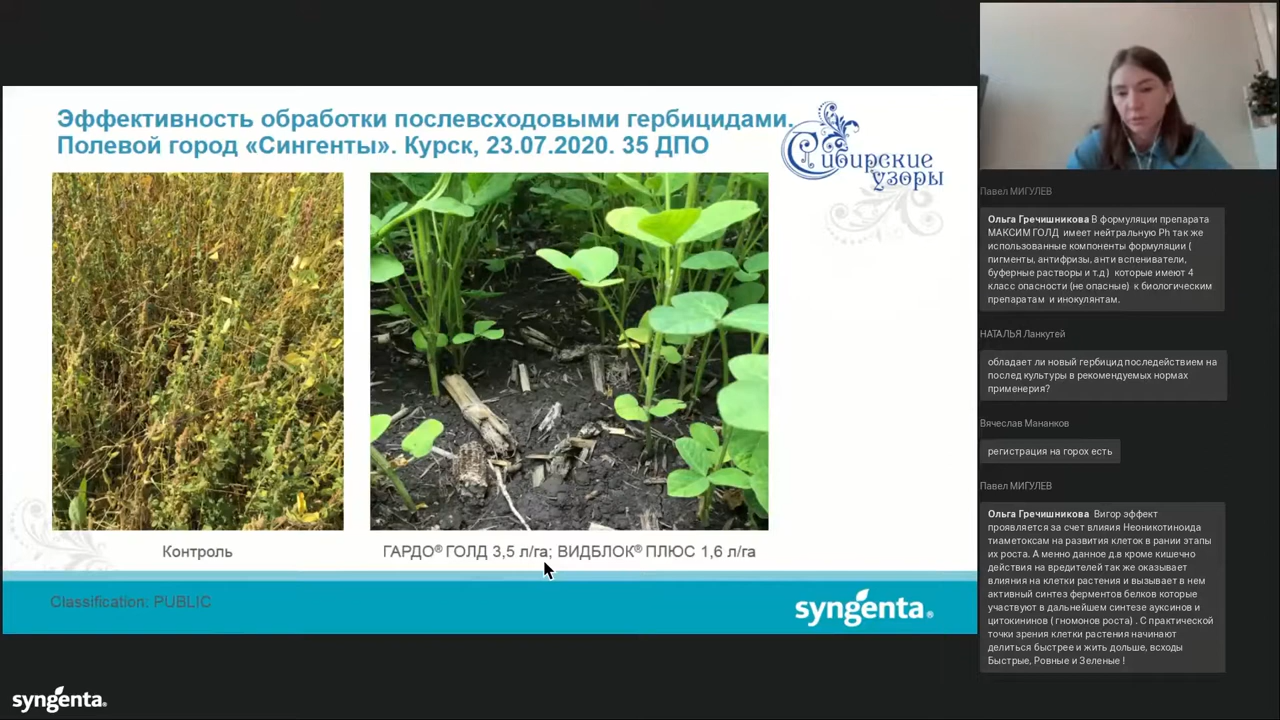 Эффективность обработки послевсходовыми гербицидами.
Полевой город «Сингенты». Курск, 23.07.2020. 35 ДПО
Сибирские
узоры
Контроль
ГАРДО® ГОЛД 3,5 л/га; ВИДБЛОК® ПЛЮС 1,6 л/га
Classification: PUBLIC
syngenta®
syngenta®
Павел МИГУЛЕВ
Ольга Гречишникова В формуляции препарата
МАКСИМ ГОЛД имеет нейтральную Ph так же
использованные компоненты формуляции (
пигменты, антифризы, анти вспениватели,
буферные растворы и т.д ) которые имеют 4
класс опасности (не опасные) к биологическим
препаратам и инокулянтам.
НАТАЛЬЯ Ланкутей
обладает ли новый гербицид последействием на
послед культуры в рекомендуемых нормах
применерия?
Вячеслав Мананков
регистрация на горох есть
Павел МИГУЛЕВ
Ольга Гречишникова Вигор эффект
проявляется за счет влияия Неоникотиноида
тиаметоксам на развития клеток в рании этапы
их роста. А менно данное д.в кроме кишечно
действия на вредителей так же оказывает
влияния на клетки растения и вызывает в нем
активный синтез ферментов белков которые
участвуют в дальнейшем синтезе ауксинов и
цитокининов ( гномонов роста) . С практической
точки зрения клетки растения начинают
делиться быстрее и жить дольше, всходы
Быстрые, Ровные и Зеленые !